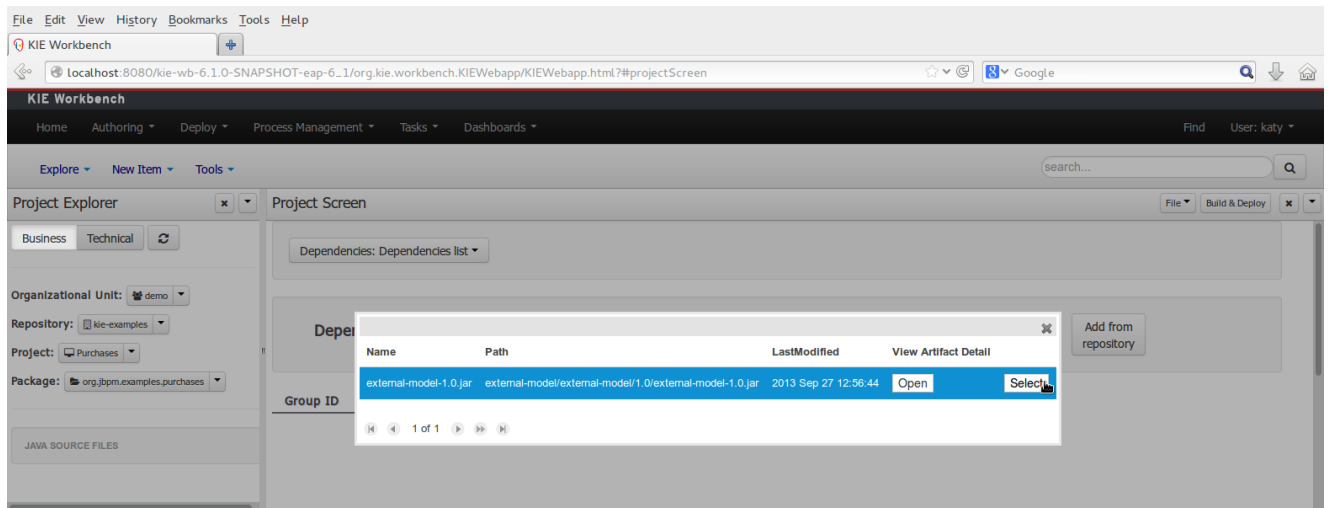 File Edit View History Bookmarks Tools Help
KIE Workbench
localhost:8080/kie-wb-6.1.0-SNAPSHOT-eap-6_1/org.kie.workbench.KIEWebapp/KIEWebapp.html?#projectScreen
Google
KIE Workbench
Home Authoring Deploy Process Management Tasks Dashboards Find User: katy
Explore New Item Tools search...
Project Explorer
Project Screen File Build & Deploy
Business Technical
Dependencies: Dependencies list
Organizational Unit: demo
Repository: kie-examples
Project: Purchases
Package: org.jbpm.examples.purchases
JAVA SOURCE FILES
Add from
repository
Group ID
Name Path LastModified View Artifact Detail
external-model-1.0.jar external-model/external-model/1.0/external-model-1.0.jar 2013 Sep 27 12:56:44 Open Select
1 of 1